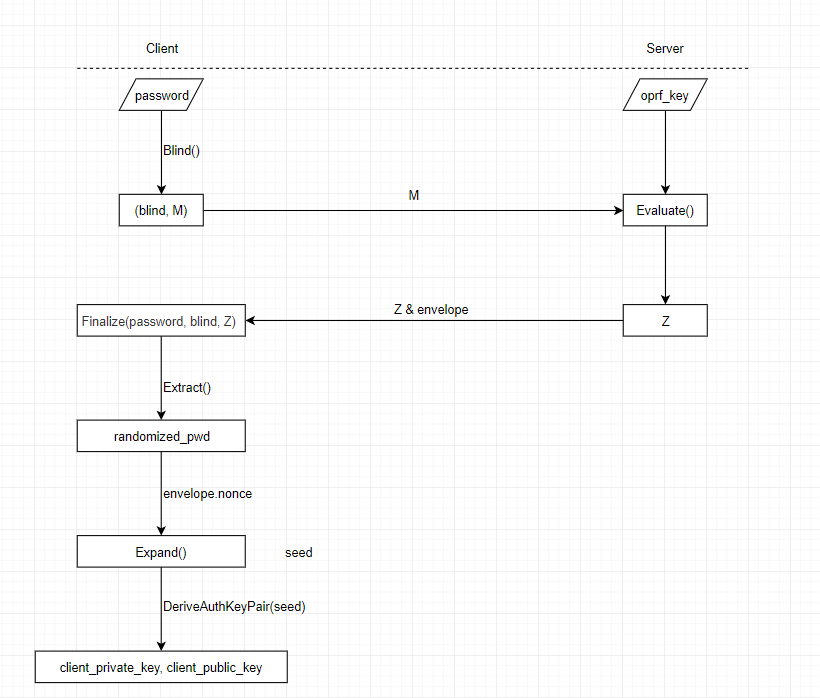 Client
Server
password
oprf_key
Blind()
(blind, M)
M
Evaluate()
Finalize(password, blind, Z)
Z & envelope
Z
Extract()
randomized_pwd
envelope.nonce
Expand()
seed
DeriveAuthKeyPair(seed)
client_private_key, client_public_key